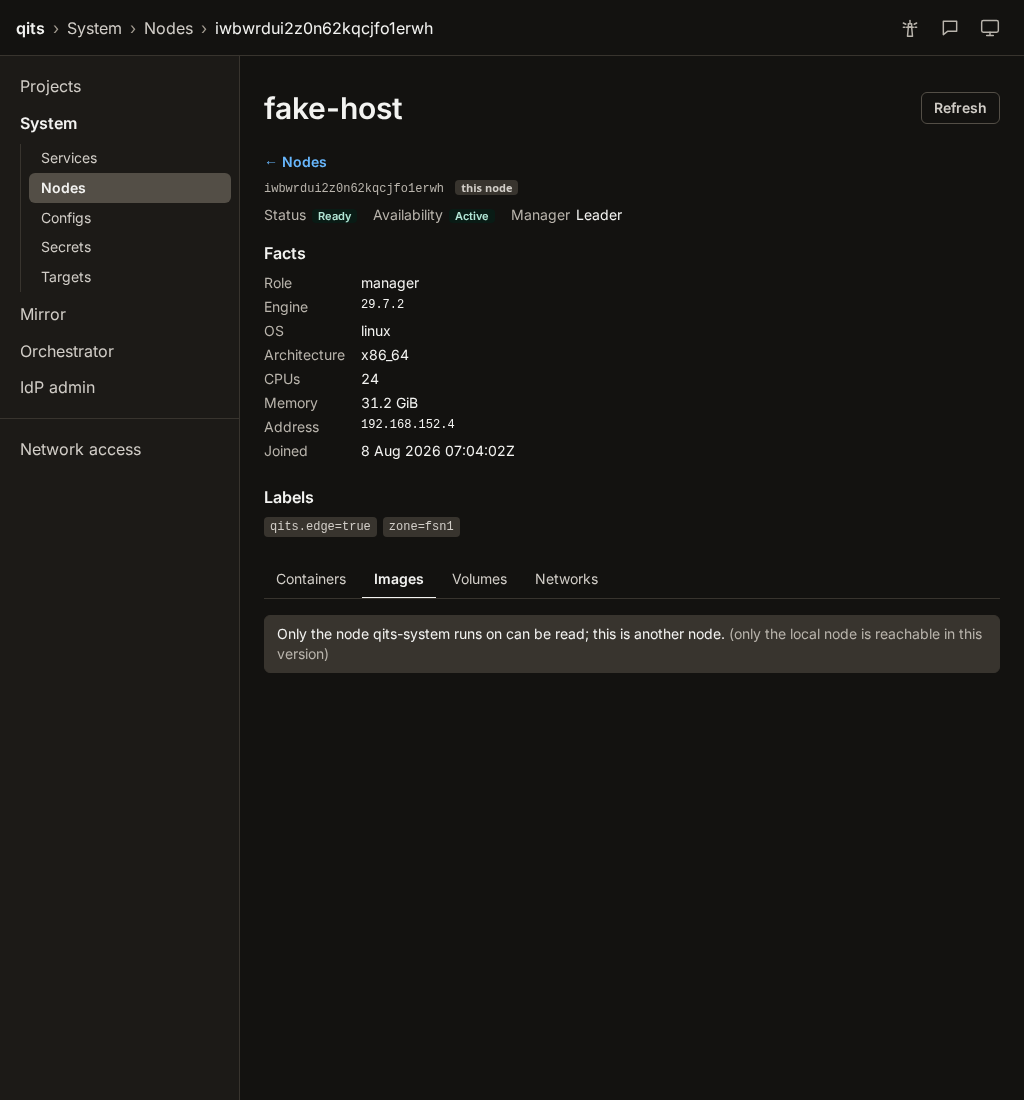 qits › System › Nodes › iwbwrdui2z0n62kqcjfo1erwh
Projects
System
Services
Nodes
Configs
Secrets
Targets
Mirror
Orchestrator
IdP admin
Network access
fake-host
Refresh
← Nodes
iwbwrdui2z0n62kqcjfo1erwh this node
Status Ready Availability Active Manager Leader
Facts
Role manager
Engine 29.7.2
OS linux
Architecture x86_64
CPUs 24
Memory 31.2 GiB
Address 192.168.152.4
Joined 8 Aug 2026 07:04:02Z
Labels
qits.edge=true zone=fsn1
Containers Images Volumes Networks
Only the node qits-system runs on can be read; this is another node. (only the local node is reachable in this
version)